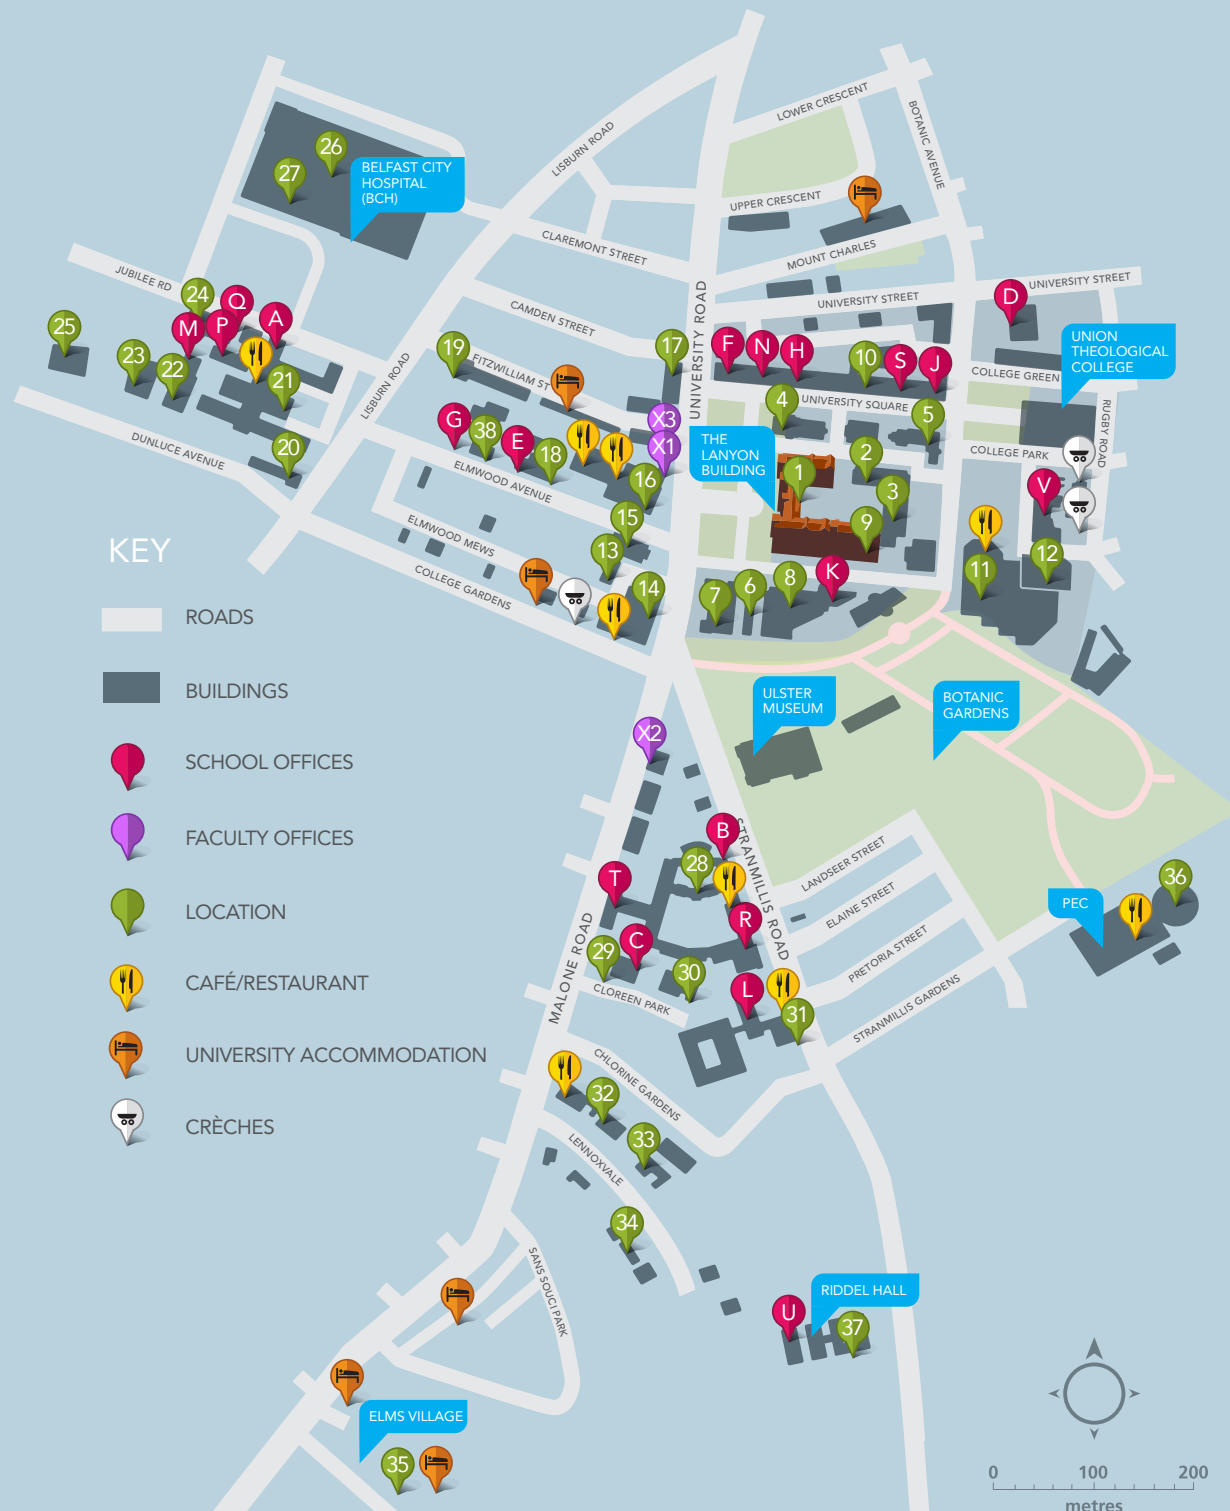 LOWER CRESCENT
BOTANIC AVENUE
LISBURN ROAD
26
27
BELFAST CITY
HOSPITAL
(BCH)
UPPER CRESCENT
CLAREMONT STREET
MOUNT CHARLES
JUBILEE RD
UNIVERSITY STREET
UNIVERSITY STREET
24
Q
D
M
P
A
CAMDEN STREET
UNIVERSITY ROAD
25
23
22
21
19
17
F
N
H
10
S
J
UNION
THEOLOGICAL
COLLEGE
FITZWILLIAM ST
LISBURN ROAD
COLLEGE GREEN
4
UNIVERSITY SQUARE
5
RUGBY ROAD
G
38
E
18
X3
X1
THE
LANYON
BUILDING
1
2
3
9
COLLEGE PARK
V
DUNLUCE AVENUE
20
ELMWOOD AVENUE
16
15
13
14
ELMWOOD MEWS
COLLEGE GARDENS
7
6
8
K
11
12
KEY
ROADS
BUILDINGS
SCHOOL OFFICES
FACULTY OFFICES
LOCATION
CAFÉ/RESTAURANT
UNIVERSITY ACCOMMODATION
CRÈCHES
ULSTER
MUSEUM
BOTANIC
GARDENS
X2
B
28
T
R
STRANMILLIS ROAD
LANDSEER STREET
ELAINE STREET
PRETORIA STREET
STRANMILLIS GARDENS
PEC
36
MALONE ROAD
29
C
30
L
31
CLOREEN PARK
CHLORINE GARDENS
32
33
LENNOXVALE
34
SANS SOUCI PARK
U
RIDDEL HALL
37
ELMS VILLAGE
35
0 100 200
metres